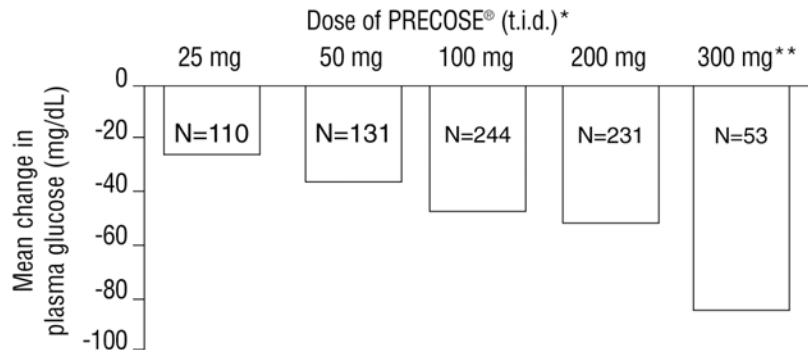 Dose of PRECOSE® (t.i.d.)*
25 mg 50 mg 100 mg 200 mg 300 mg**
0
-20
-40
-60
-80
-100
N=110 N=131 N=244 N=231 N=53
Mean change in
plasma glucose (mg/dL)